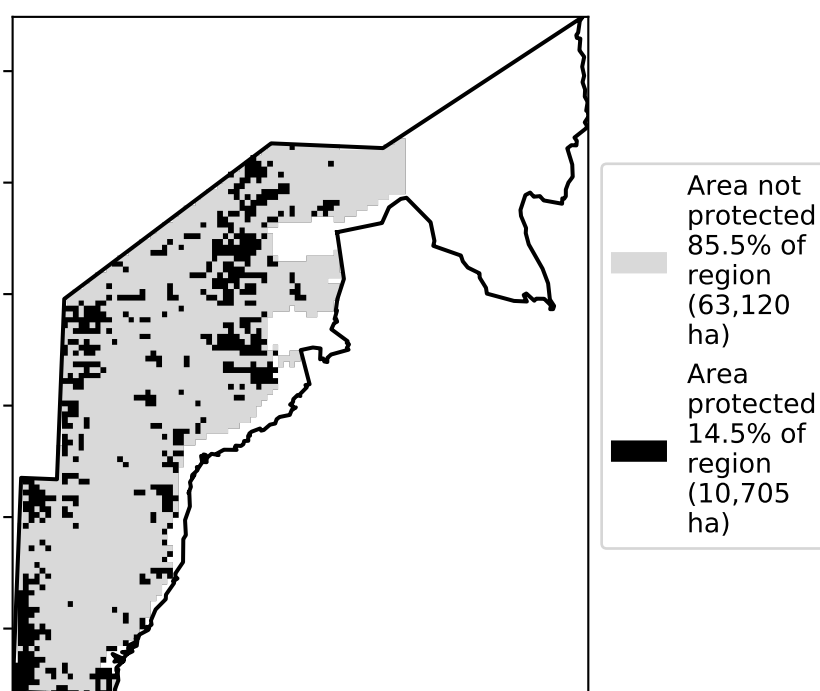 Area not
protected
85.5% of
region
(63,120
ha)
Area
protected
14.5% of
region
(10,705
ha)